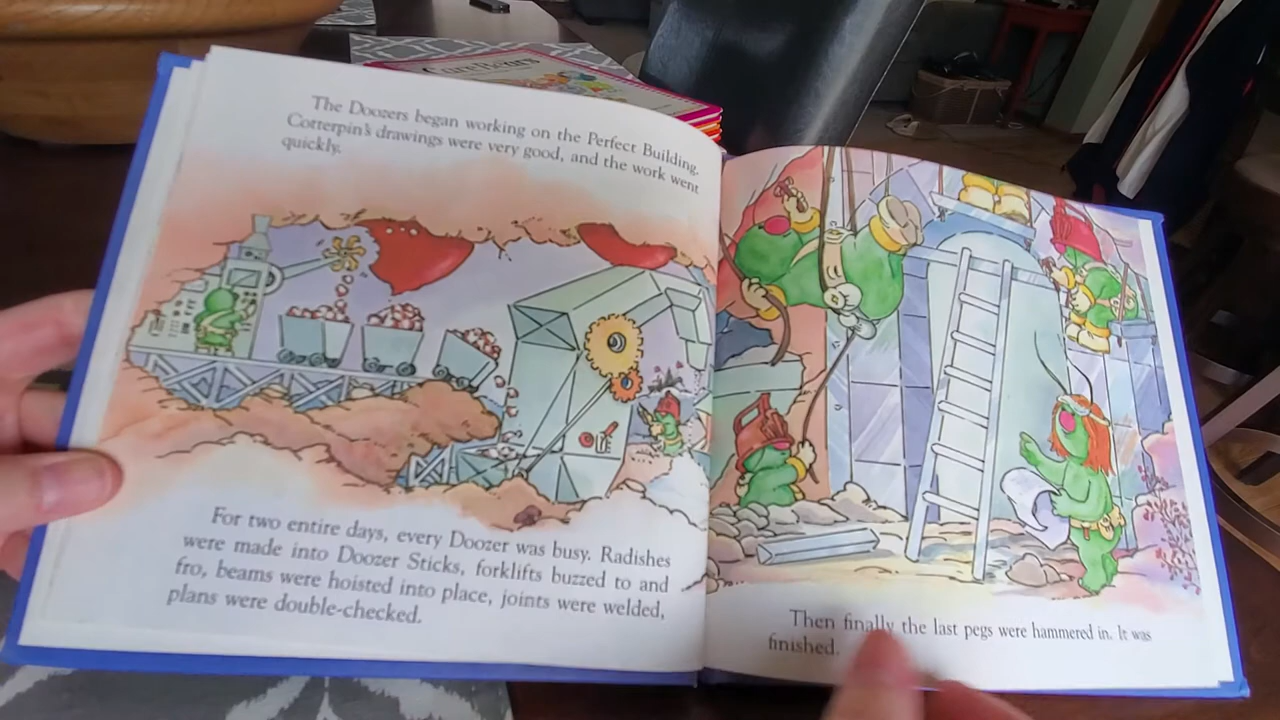 Care Bears
The Doozers began working on the Perfect Building.
Cotterpin's drawings were very good, and the work went
quickly.
For two entire days, every Doozer was busy. Radishes
were made into Doozer Sticks, forklifts buzzed to and
fro, beams were hoisted into place, joints were welded,
plans were double-checked.
Then finally the last pegs were hammered in. It was
finished.